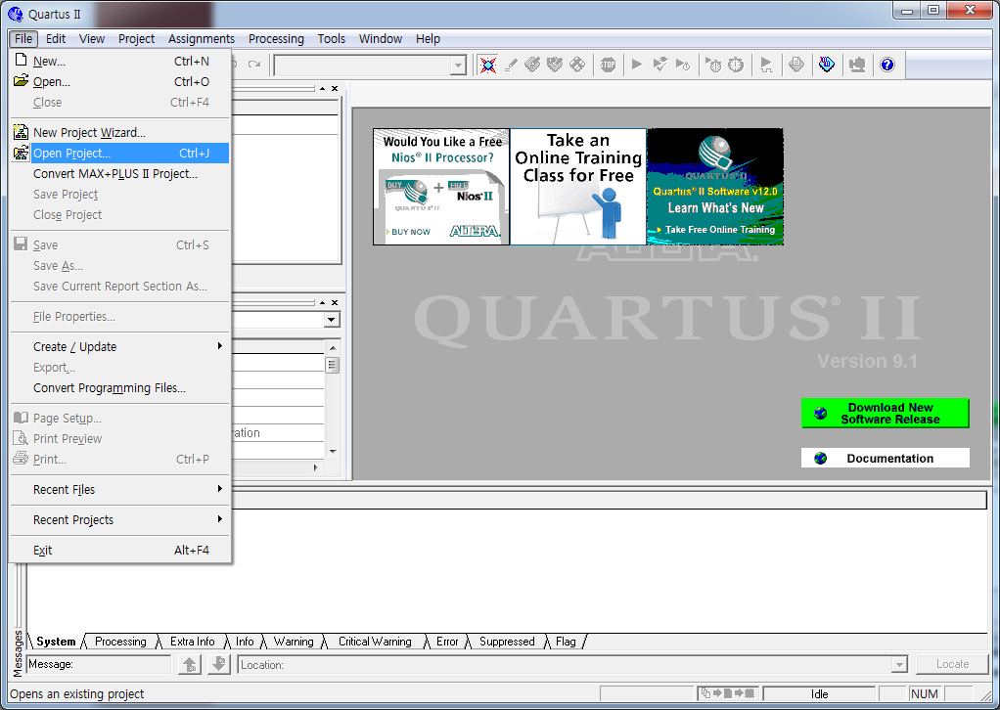 Quartus II
File Edit View Project Assignments Processing Tools Window Help
New... Ctrl+N
Open... Ctrl+O
Close Ctrl+F4
New Project Wizard...
Open Project... Ctrl+J
Convert MAX+PLUS II Project...
Save Project
Close Project
Save Ctrl+S
Save As...
Save Current Report Section As...
File Properties...
Create / Update
Export...
Convert Programming Files...
Page Setup...
Print Preview
Print... Ctrl+P
Recent Files
Recent Projects
Exit Alt+F4
ration
STOP
Would You Like a Free
Nios® II Processor?
BUY + FREE
QUARTUS II
Nios II
BUY NOW ALTERA.
Take an
Online Training
Class for Free
QUARTUS II
Quartus® II Software v12.0
Learn What's New
Take Free Online Training
ALTERA.
QUARTUS® II
Version 9.1
Download New
Software Release
Documentation
Messages
System Processing Extra Info Info Warning Critical Warning Error Suppressed Flag
Message: Location: Locate
Opens an existing project Idle NUM